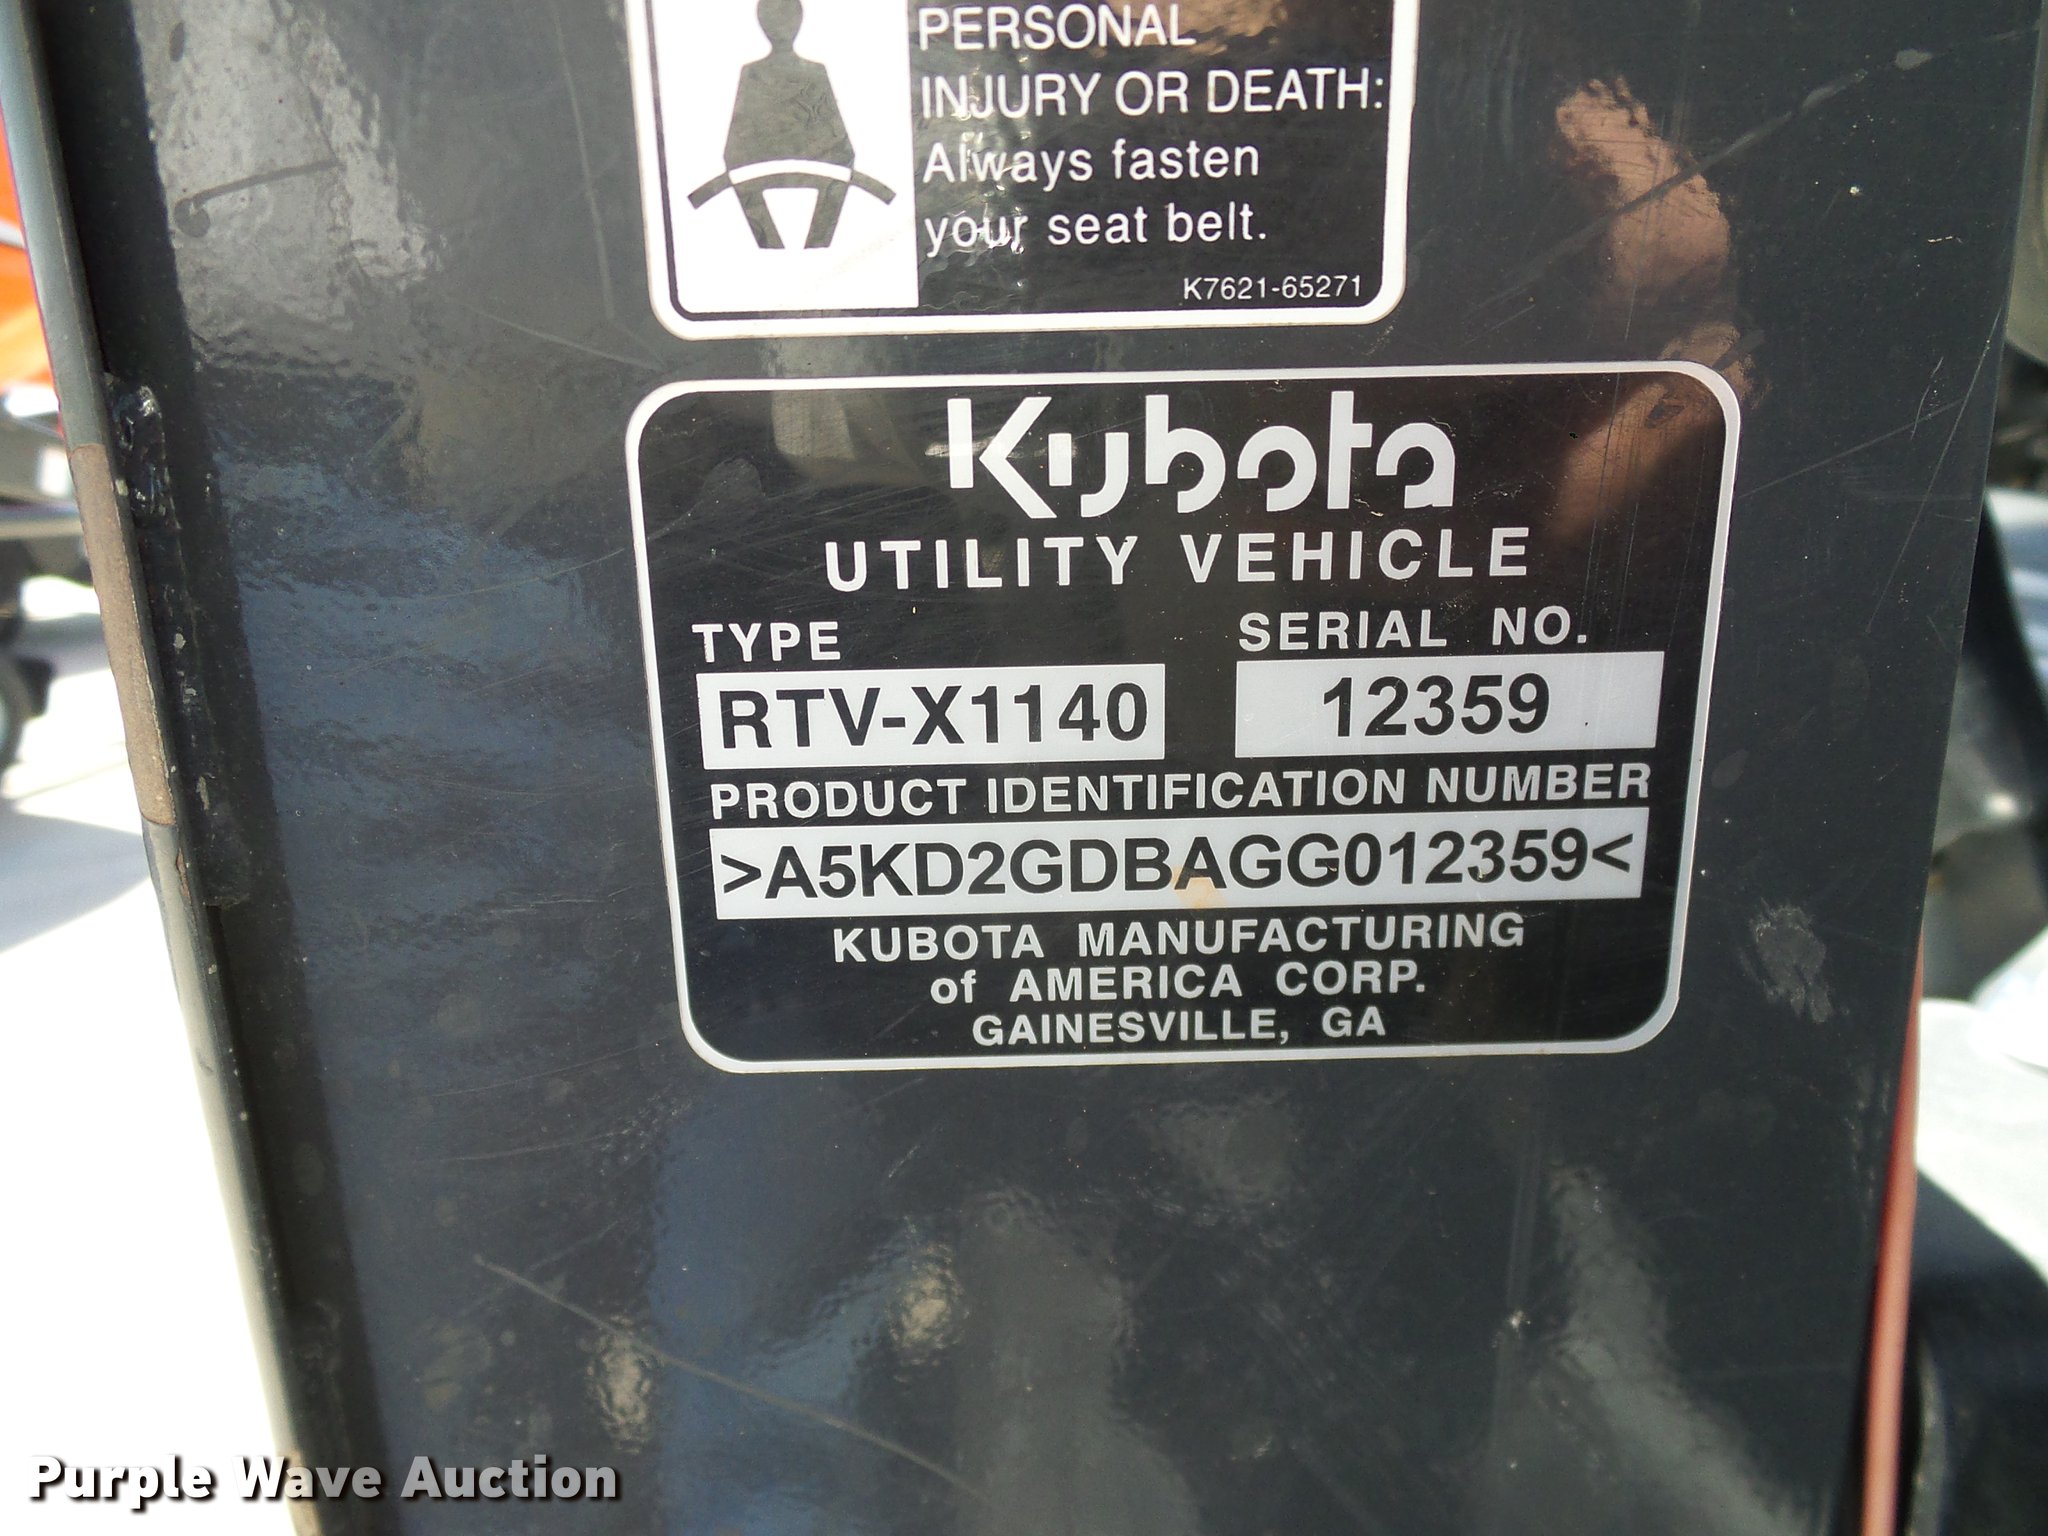 PERSONAL
INJURY OR DEATH:
Always fasten
your seat belt.
K7621-65271
Kubota
UTILITY VEHICLE
TYPE SERIAL NO.
RTV-X1140 12359
PRODUCT IDENTIFICATION NUMBER
>A5KD2GDBAGG012359<
KUBOTA MANUFACTURING
of AMERICA CORP.
GAINESVILLE, GA
Purple Wave Auction